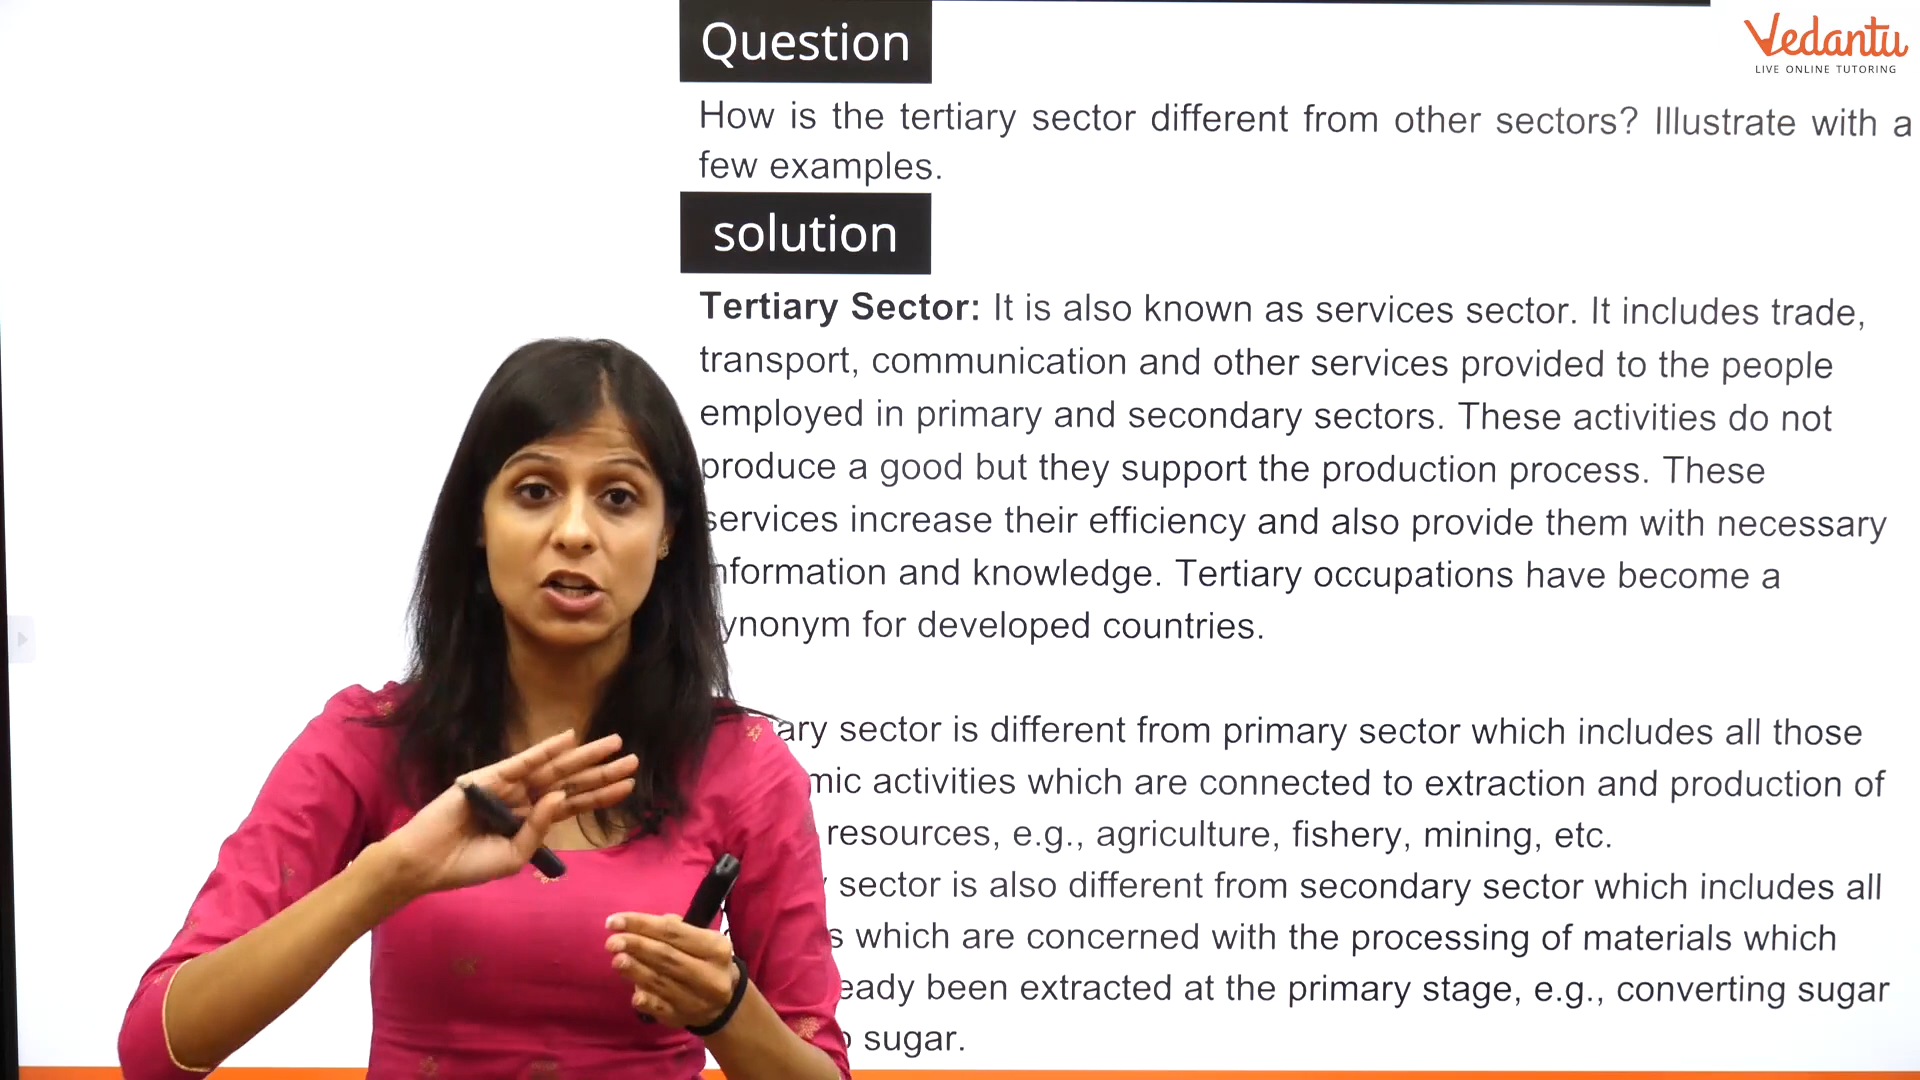 Question
Vedantu
LIVE ONLINE TUTORING
How is the tertiary sector different from other sectors? Illustrate with a
few examples.
solution
Tertiary Sector: It is also known as services sector. It includes trade,
transport, communication and other services provided to the people
employed in primary and secondary sectors. These activities do not
produce a good but they support the production process. These
services increase their efficiency and also provide them with necessary
nformation and knowledge. Tertiary occupations have become a
ynonym for developed countries.
ary sector is different from primary sector which includes all those
mic activities which are connected to extraction and production of
resources, e.g., agriculture, fishery, mining, etc.
sector is also different from secondary sector which includes all
s which are concerned with the processing of materials which
eady been extracted at the primary stage, e.g., converting sugar
sugar.